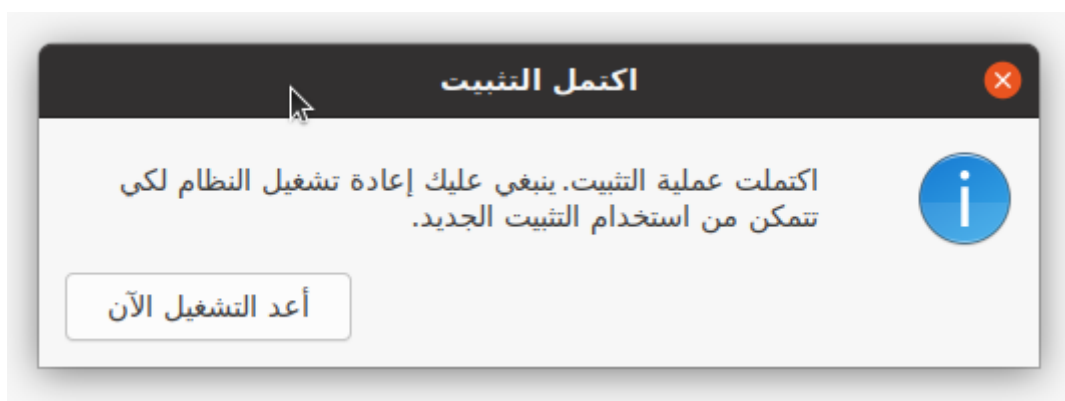 اكتمل التثبيت
اكتملت عملية التثبيت. ينبغي عليك إعادة تشغيل النظام لكي
تتمكن من استخدام التثبيت الجديد.
أعد التشغيل الآن